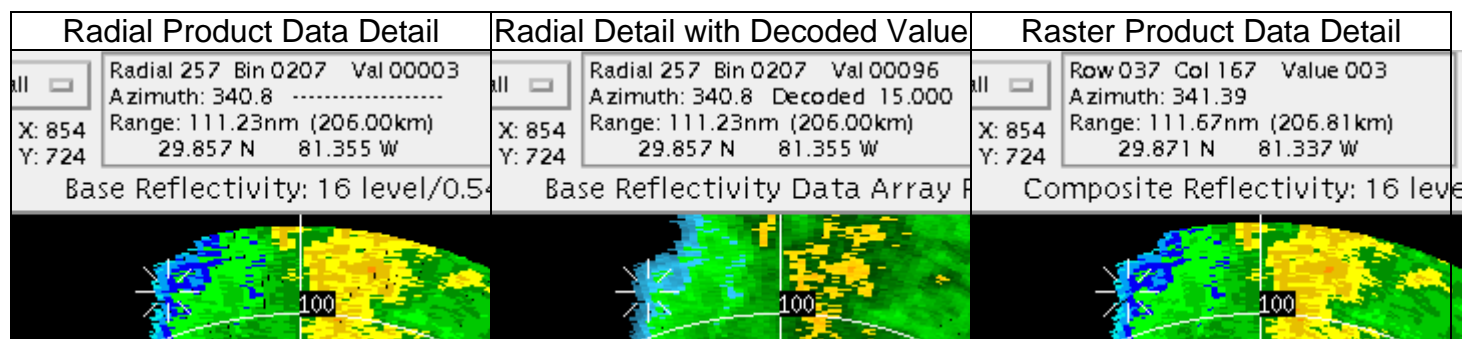 Radial Product Data Detail
all
Radial 257 Bin 0207 Val 00003
Azimuth: 340.8 ------------------
X: 854
Range: 111.23nm (206.00km)
Y: 724
29.857 N 81.355 W
Base Reflectivity: 16 level/0.54
100
Radial Detail with Decoded Value
all
Radial 257 Bin 0207 Val 00096
Azimuth: 340.8 Decoded 15.000
X: 854
Range: 111.23nm (206.00km)
Y: 724
29.857 N 81.355 W
Base Reflectivity Data Array
100
Raster Product Data Detail
all
Row 037 Col 167 Value 003
Azimuth: 341.39
X: 854
Range: 111.67nm (206.81km)
Y: 724
29.871 N 81.337 W
Composite Reflectivity: 16 leve
100